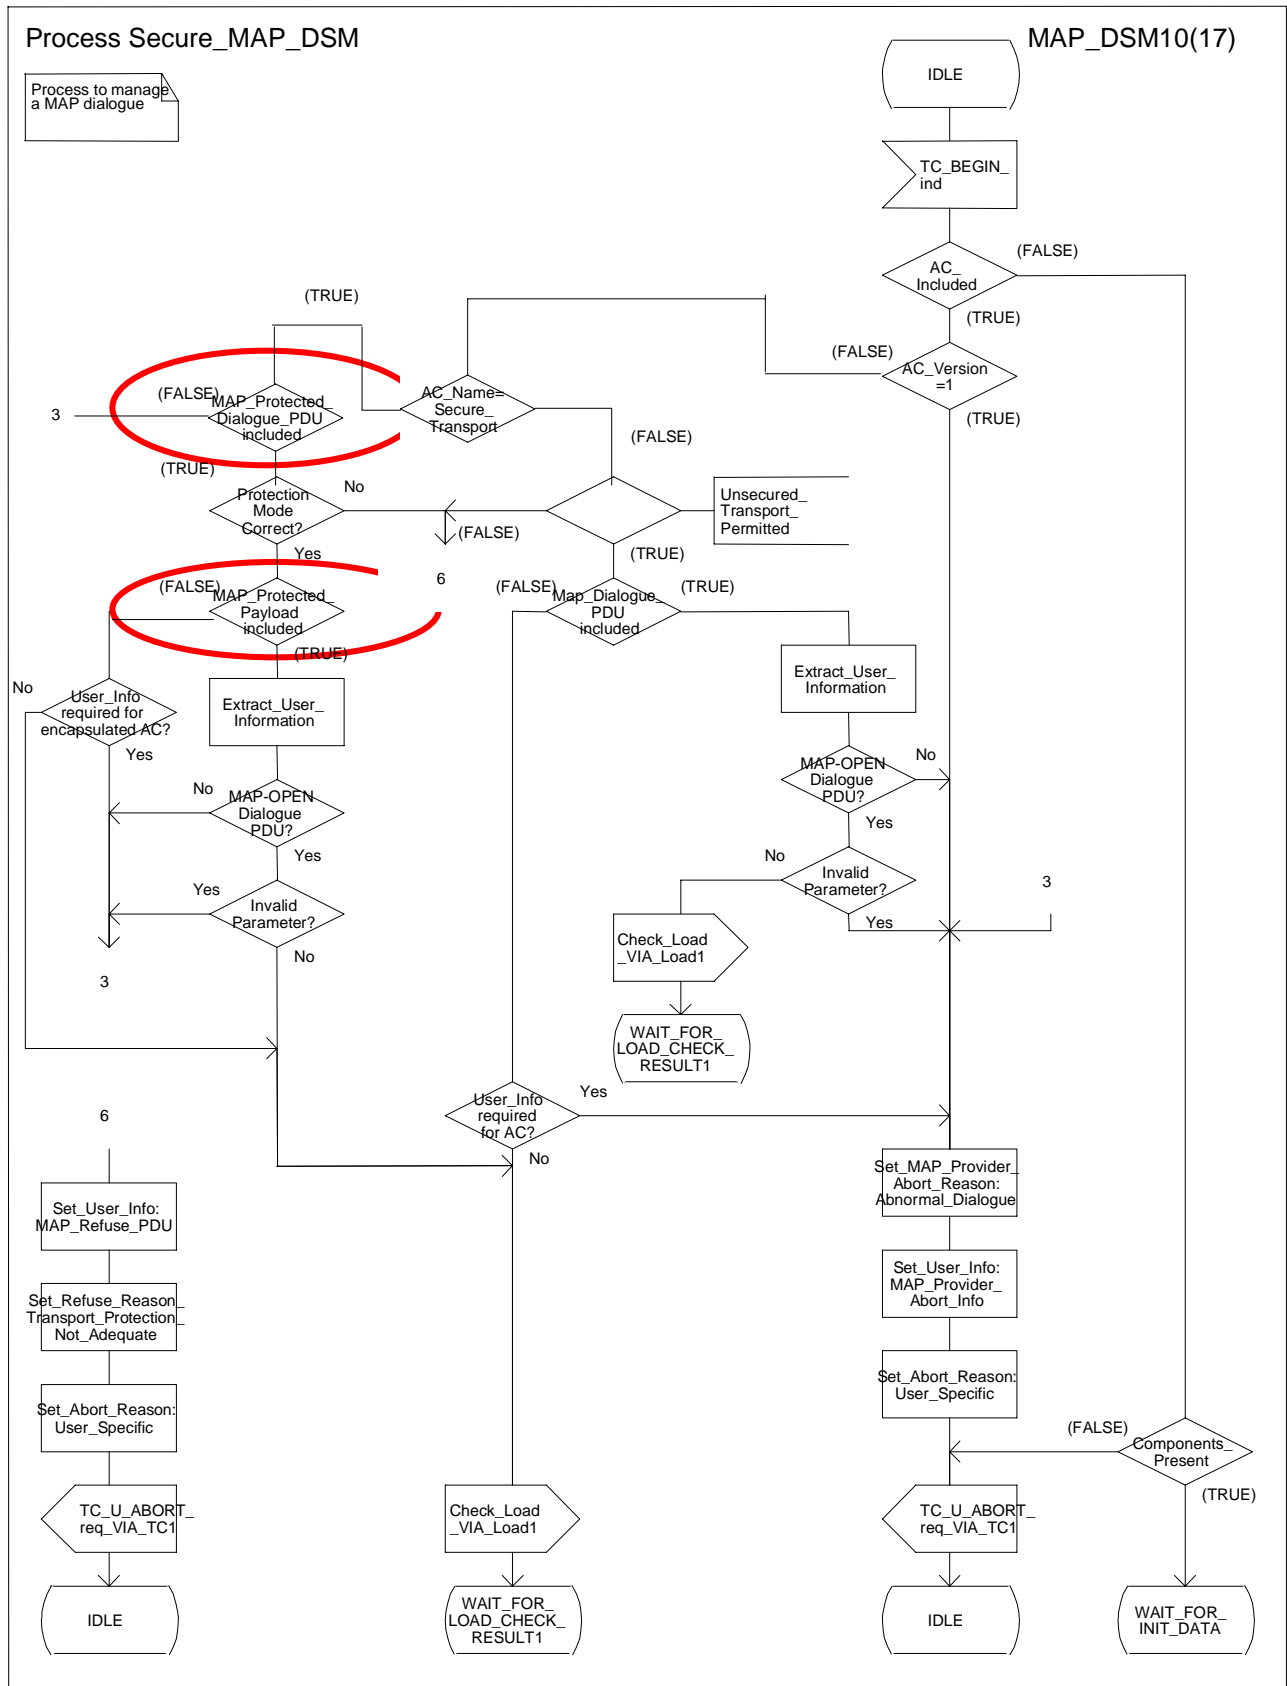 Process Secure_MAP_DSM
MAP_DSM10(17)
Process to manage
a MAP dialogue
IDLE
TC_BEGIN_
ind
AC_
Included
(FALSE)
(TRUE)
(FALSE)
AC_Version
=1
(TRUE)
(TRUE)
(FALSE)
MAP_Protected_
Dialogue_PDU
included
3
(TRUE)
AC_Name=
Secure_
Transport
(FALSE)
Protection
Mode
Correct?
No
Yes
(FALSE)
6
Unsecured_
Transport_
Permitted
(TRUE)
(FALSE)
MAP_Protected_
Payload
included
(TRUE)
(FALSE)
Map_Dialogue_
PDU
included
(TRUE)
No
User_Info
required for
encapsulated AC?
Yes
Extract_User_
Information
Extract_User_
Information
No
MAP-OPEN
Dialogue
PDU?
Yes
MAP-OPEN
Dialogue
PDU?
No
Yes
Yes
Invalid
Parameter?
No
No
Invalid
Parameter?
Yes
3
3
Check_Load
_VIA_Load1
WAIT_FOR_
LOAD_CHECK_
RESULT1
User_Info
required
for AC?
Yes
No
6
Set_User_Info:
MAP_Refuse_PDU
Set_Refuse_Reason_
Transport_Protection_
Not_Adequate
Set_Abort_Reason:
User_Specific
TC_U_ABORT_
req_VIA_TC1
IDLE
Check_Load
_VIA_Load1
WAIT_FOR_
LOAD_CHECK_
RESULT1
Set_MAP_Provider_
Abort_Reason:
Abnormal_Dialogue
Set_User_Info:
MAP_Provider_
Abort_Info
Set_Abort_Reason:
User_Specific
(FALSE)
Components_
Present
(TRUE)
TC_U_ABORT_
req_VIA_TC1
IDLE
WAIT_FOR_
INIT_DATA